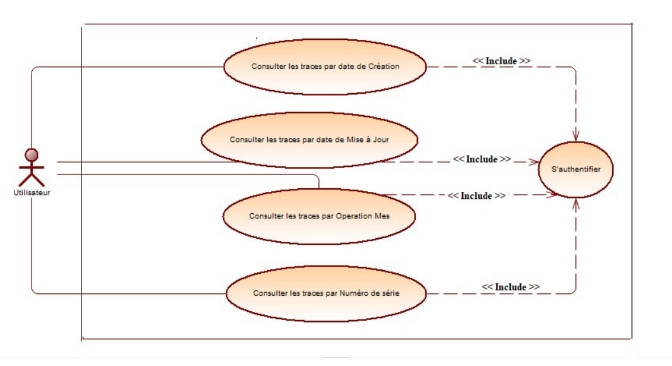 Consulter les traces par date de Création
<< Include >>
Consulter les traces par date de Mise à Jour
<< Include >>
S'authentifier
Utilisateur
<< Include >>
Consulter les traces par Operation Mes
Consulter les traces par Numéro de série
<< Include >>